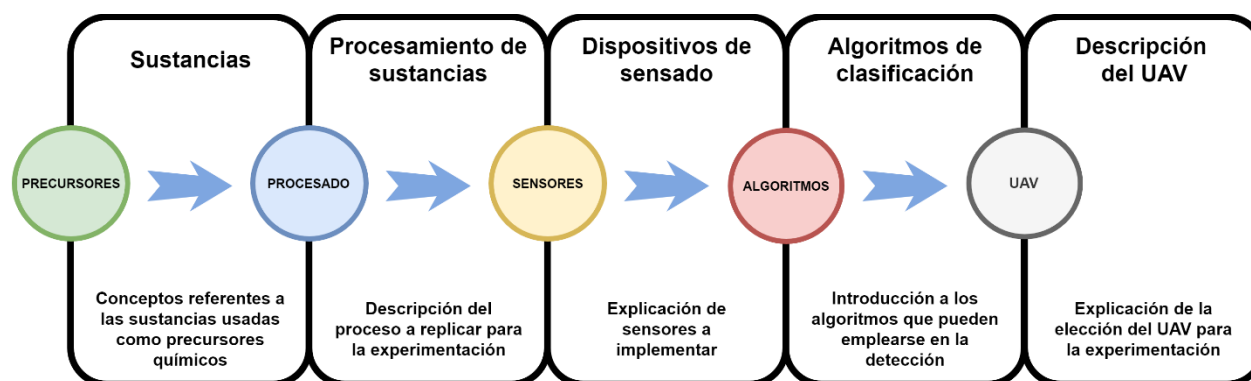 Sustancias
Procesamiento de
sustancias
Dispositivos de
sensado
Algoritmos de
clasificación
Descripción
del UAV
PRECURSORES
PROCESADO
SENSORES
ALGORITMOS
UAV
Conceptos referentes a
las sustancias usadas
como precursores
químicos
Descripción del
proceso a replicar para
la experimentación
Explicación de
sensores a
implementar
Introducción a los
algoritmos que pueden
emplearse en la
detección
Explicación de la
elección del UAV para
la experimentación